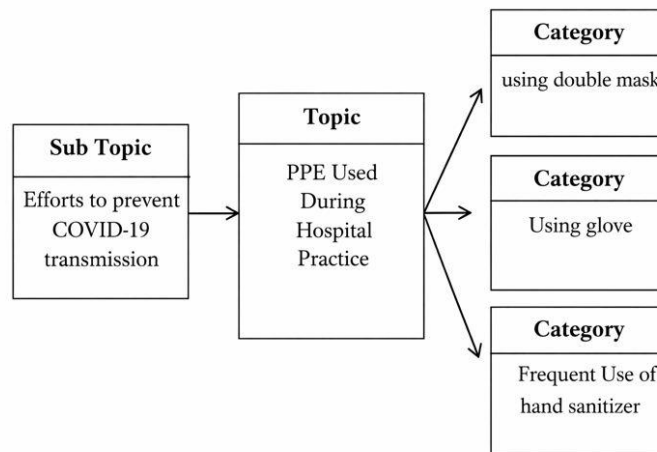 Sub Topic
Efforts to prevent
COVID-19
transmission
Topic
PPE Used
During
Hospital
Practice
Category
using double mask
Category
Using glove
Category
Frequent Use of
hand sanitizer